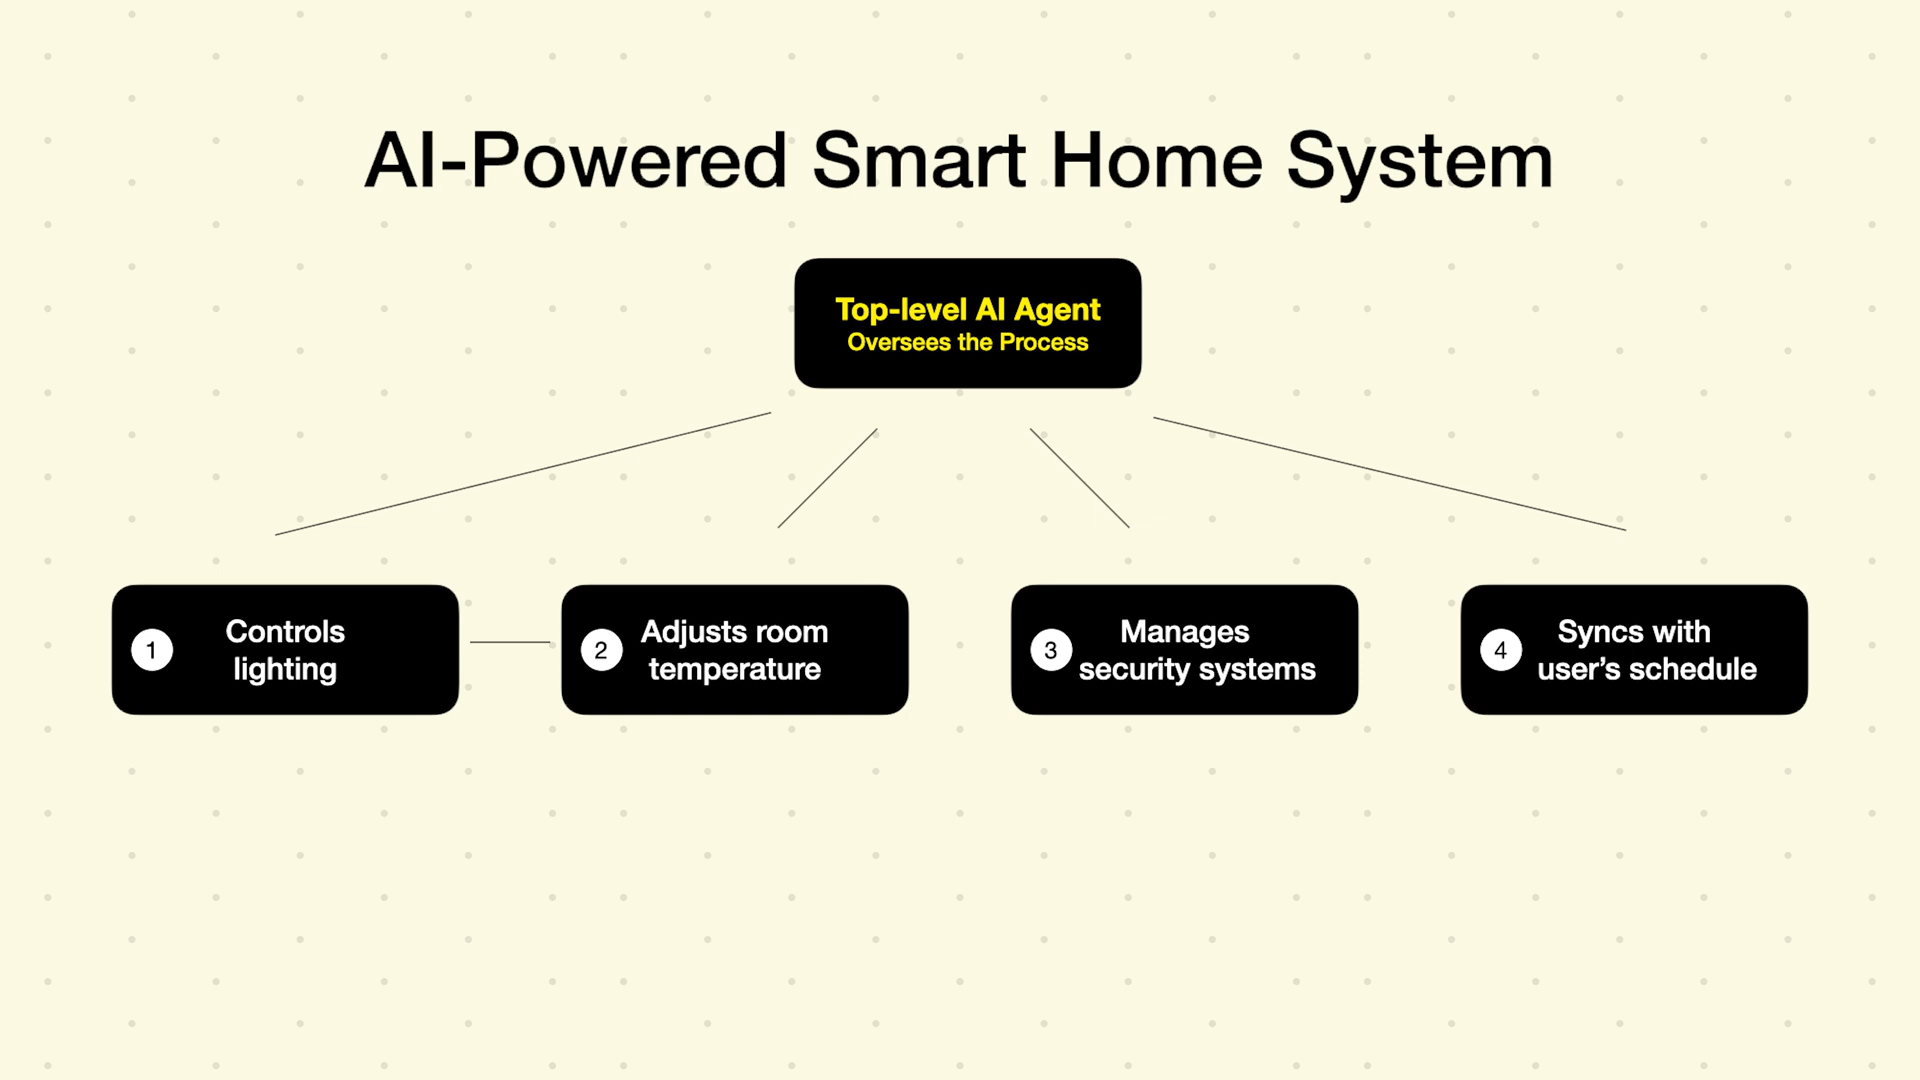 AI-Powered Smart Home System
Top-level AI Agent
Oversees the Process
1
Controls
lighting
2
Adjusts room
temperature
3
Manages
security systems
4
Syncs with
user’s schedule